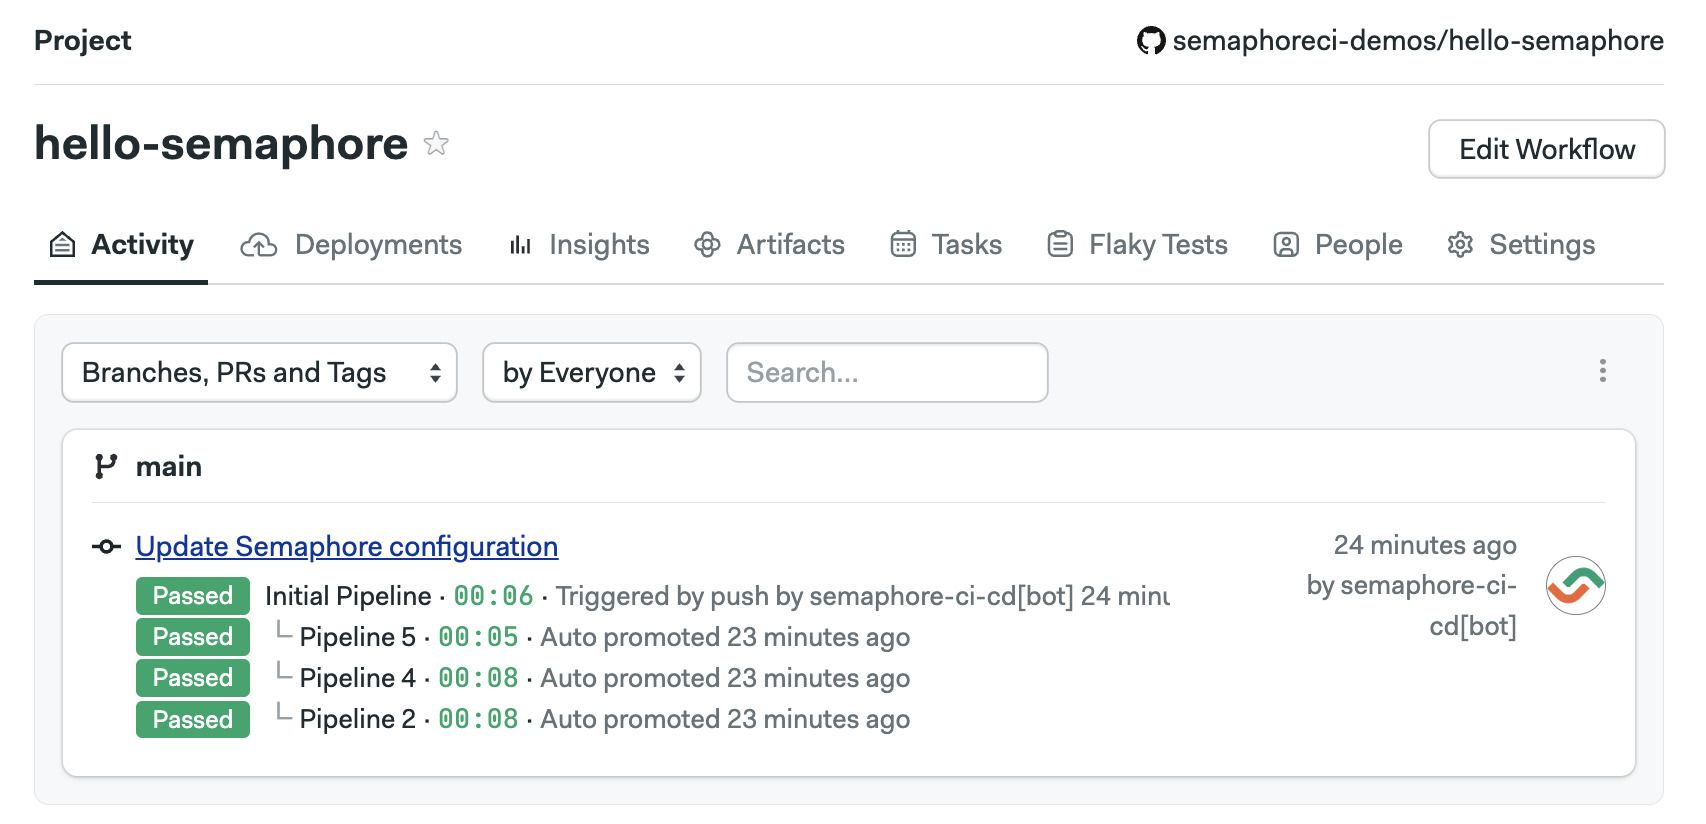 Project
semaphoreci-demos/hello-semaphore
hello-semaphore
Edit Workflow
Activity Deployments Insights Artifacts Tasks Flaky Tests People Settings
Branches, PRs and Tags by Everyone Search...
main
Update Semaphore configuration
24 minutes ago
by semaphore-ci-
cd[bot]
Passed Initial Pipeline · 00:06 · Triggered by push by semaphore-ci-cd[bot] 24 minu
Passed Pipeline 5 · 00:05 · Auto promoted 23 minutes ago
Passed Pipeline 4 · 00:08 · Auto promoted 23 minutes ago
Passed Pipeline 2 · 00:08 · Auto promoted 23 minutes ago